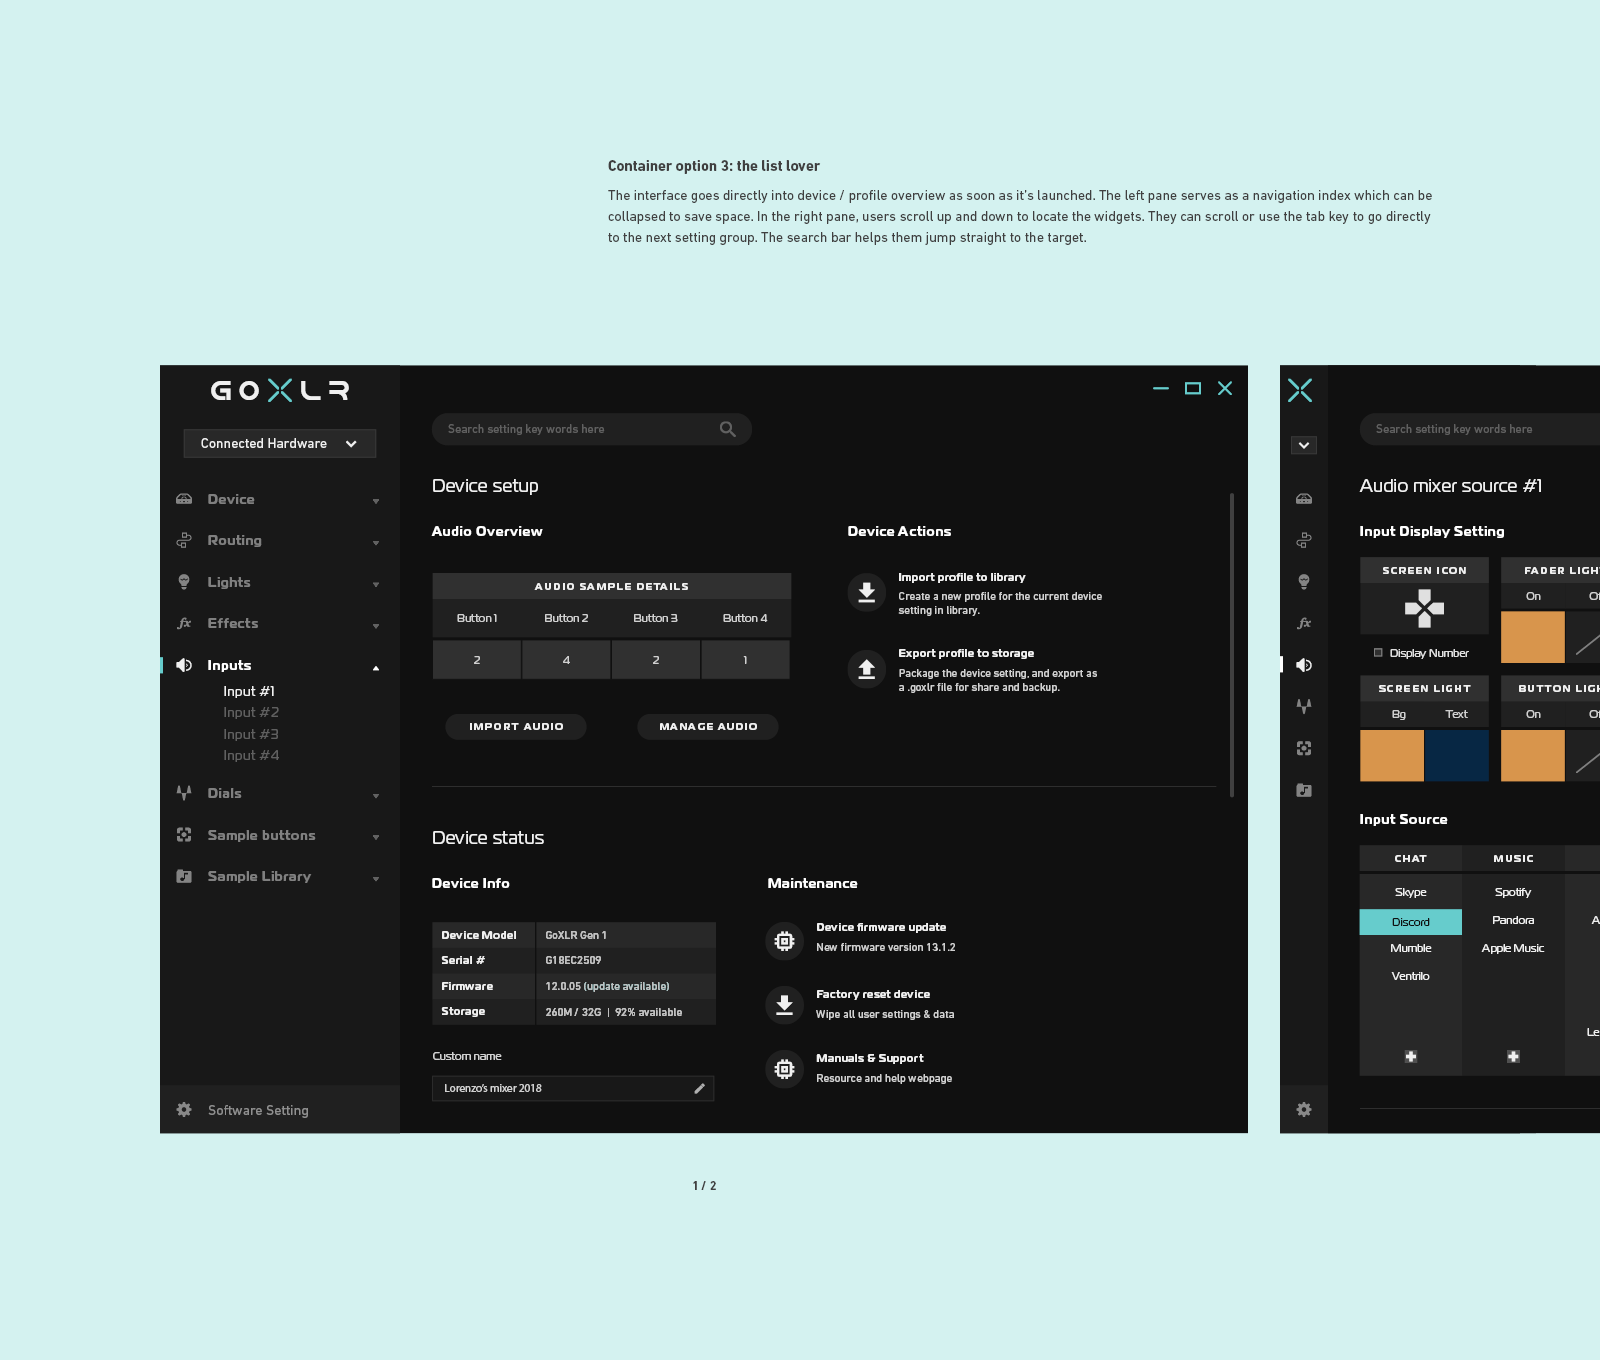 Container option 3: the list lover
The interface goes directly into device / profile overview as soon as it's launched. The left pane serves as a navigation index which can be
collapsed to save space. In the right pane, users scroll up and down to locate the widgets. They can scroll or use the tab key to go directly
to the next setting group. The search bar helps them jump straight to the target.
GOXLR
Connected Hardware
Device
Routing
Lights
fx Effects
Inputs
Input #1
Input #2
Input #3
Input #4
Dials
Sample buttons
Sample Library
Software Setting
Search setting key words here
Device setup
Audio Overview
AUDIO SAMPLE DETAILS
Button 1 Button 2 Button 3 Button 4
2 4 2 1
IMPORT AUDIO MANAGE AUDIO
Device Actions
Import profile to library
Create a new profile for the current device
setting in library.
Export profile to storage
Package the device setting, and export as
a .goxlr file for share and backup.
Device status
Device Info
Device Model GoXLR Gen 1
Serial # G18EC2509
Firmware 12.0.05 (update available)
Storage 260M / 32G | 92% available
Custom name
Lorenzo's mixer 2018
Maintenance
Device firmware update
New firmware version 13.1.2
Factory reset device
Wipe all user settings & data
Manuals & Support
Resource and help webpage
X
fx
Search setting key words here
Audio mixer source #1
Input Display Setting
SCREEN ICON
Display Number
FADER LIGH
On
SCREEN LIGHT
Bg Text
BUTTON LIGH
On
Input Source
CHAT
Skype
Discord
Mumble
Ventrilo
MUSIC
Spotify
Pandora
Apple Music
A
Le
1 / 2